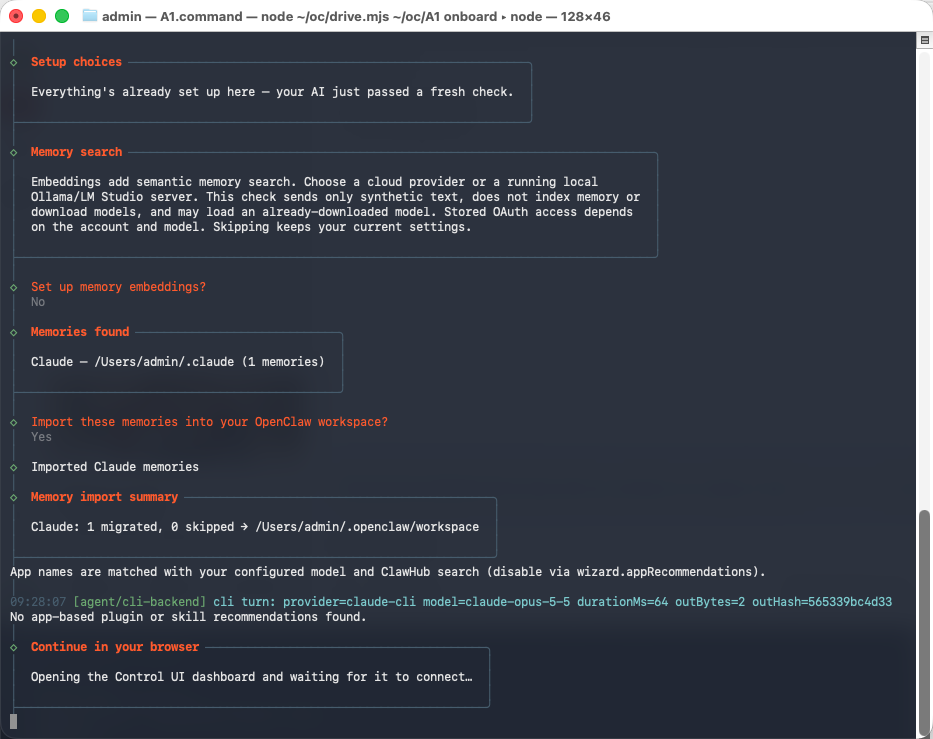 admin — A1.command — node ~/oc/drive.mjs ~/oc/A1 onboard ▸ node — 128×46
Setup choices
Everything's already set up here — your AI just passed a fresh check.
Memory search
Embeddings add semantic memory search. Choose a cloud provider or a running local
Ollama/LM Studio server. This check sends only synthetic text, does not index memory or
download models, and may load an already-downloaded model. Stored OAuth access depends
on the account and model. Skipping keeps your current settings.
Set up memory embeddings?
No
Memories found
Claude — /Users/admin/.claude (1 memories)
Import these memories into your OpenClaw workspace?
Yes
Imported Claude memories
Memory import summary
Claude: 1 migrated, 0 skipped → /Users/admin/.openclaw/workspace
App names are matched with your configured model and ClawHub search (disable via wizard.appRecommendations).
09:28:07 [agent/cli-backend] cli turn: provider=claude-cli model=claude-opus-5-5 durationMs=64 outBytes=2 outHash=565339bc4d33
No app-based plugin or skill recommendations found.
Continue in your browser
Opening the Control UI dashboard and waiting for it to connect…